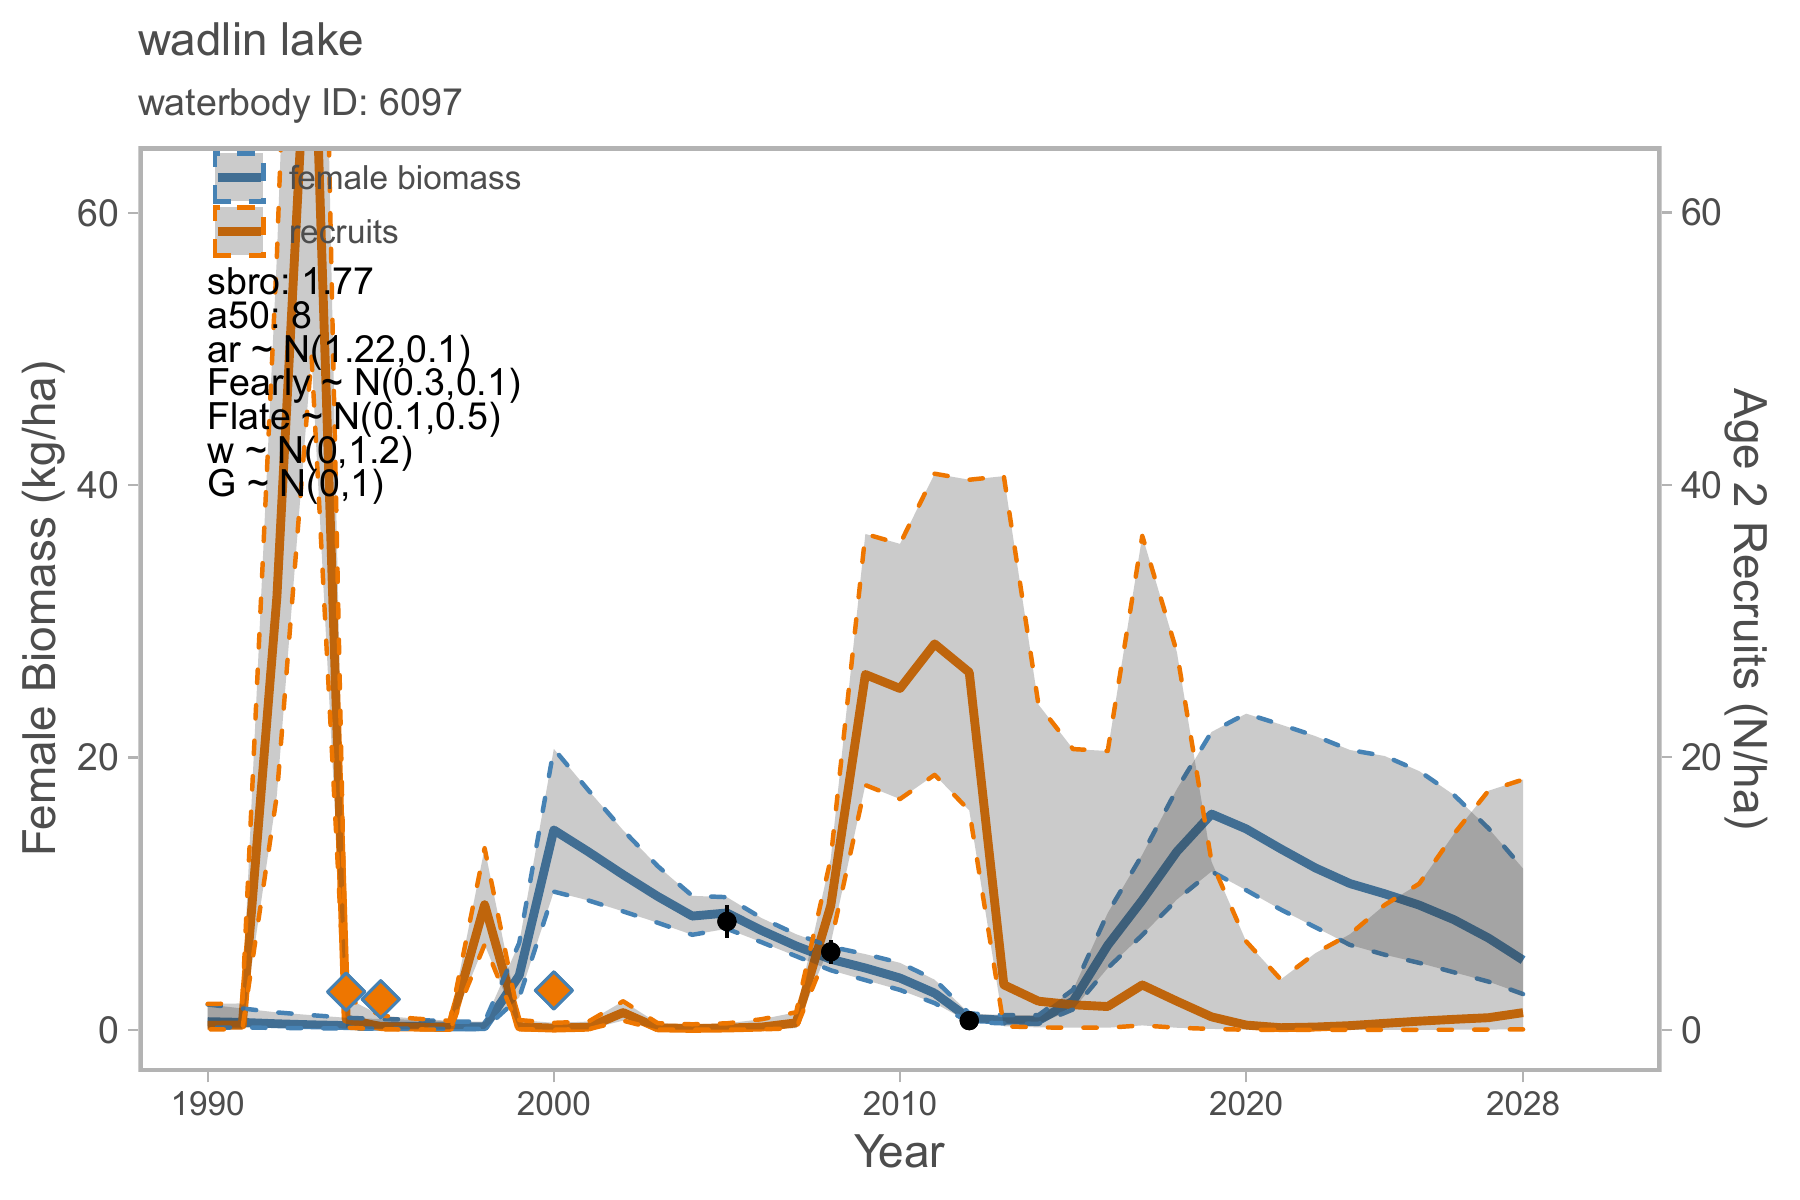 wadlin lake
waterbody ID: 6097
female biomass
recruits
sbro: 1.77
a50: 8
ar ~ N(1.22,0.1)
Fearly ~ N(0.3,0.1)
Flate ~ N(0.1,0.5)
w ~ N(0,1.2)
G ~ N(0,1)
Female Biomass (kg/ha)
60
40
20
0
60
40
20
0
Age 2 Recruits (N/ha)
1990 2000 2010 2020 2028
Year